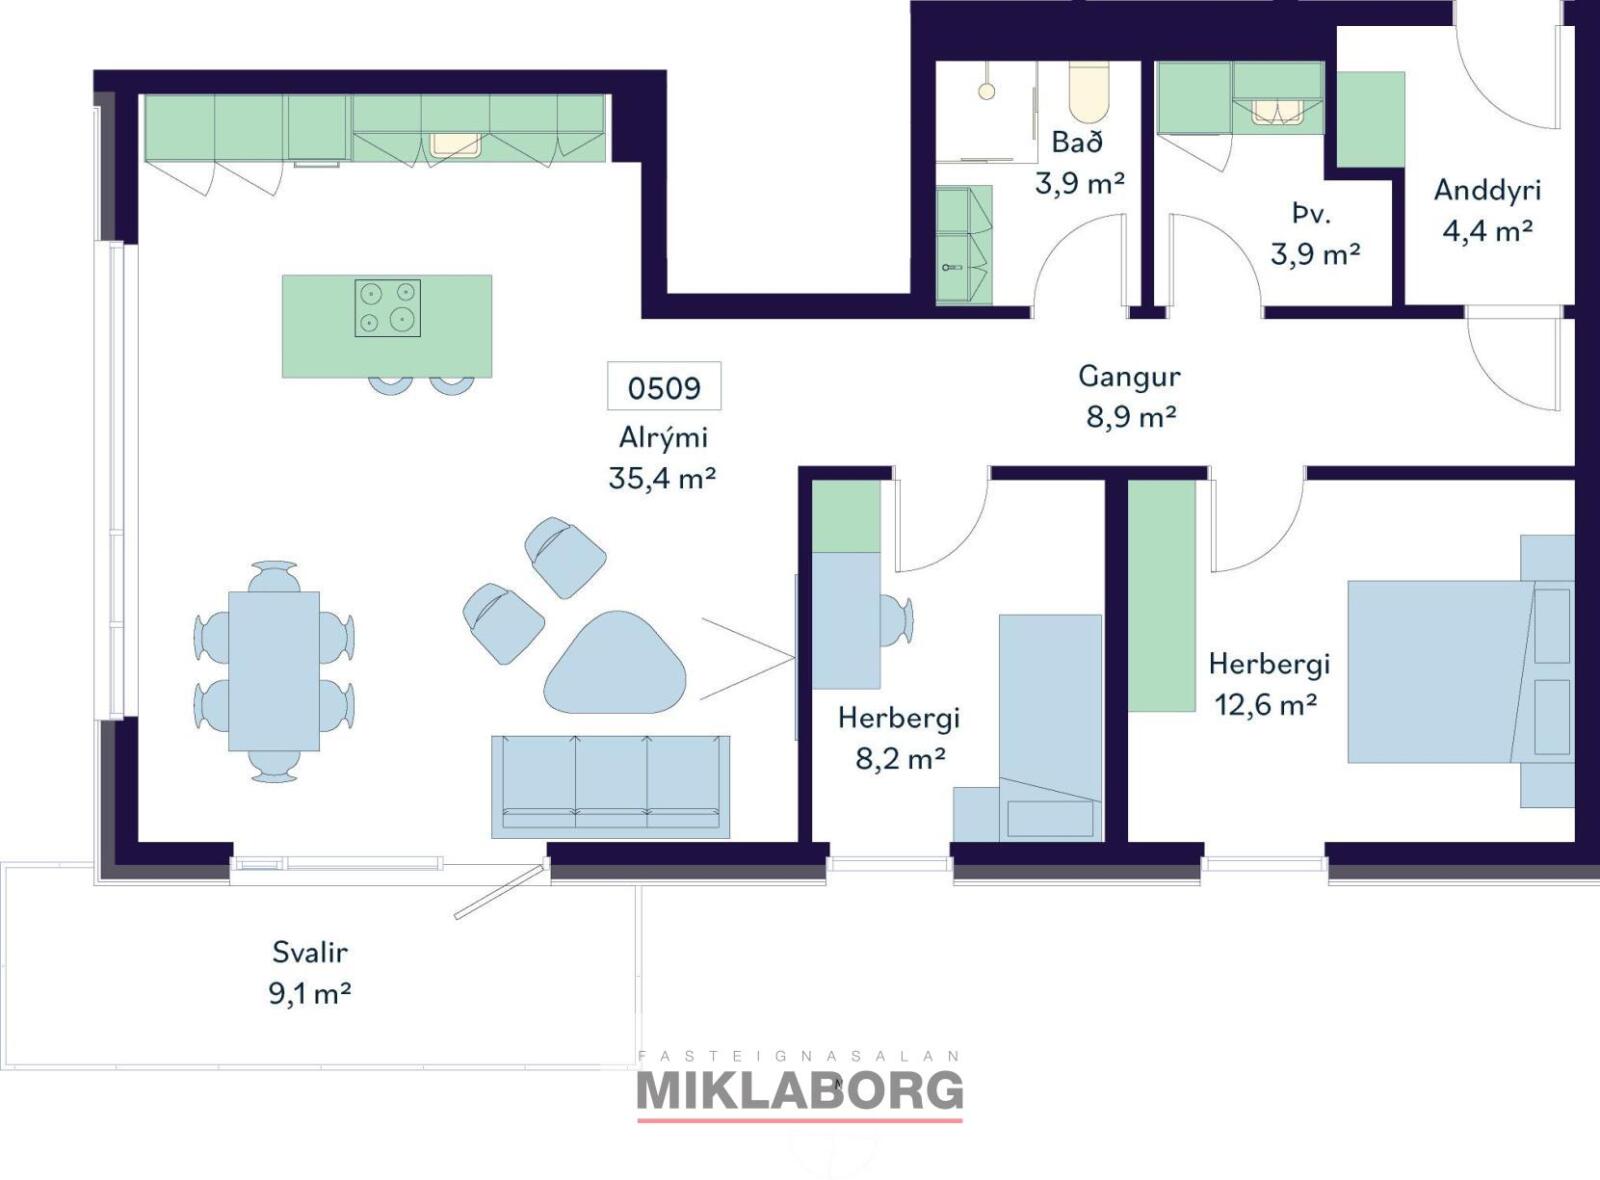 Bað
3,9 m²
Þv.
3,9 m²
Anddyri
4,4 m²
0509
Alrými
35,4 m²
Gangur
8,9 m²
Herbergi
8,2 m²
Herbergi
12,6 m²
Svalir
9,1 m²
FASTEIGNASALAN
MIKLABORG